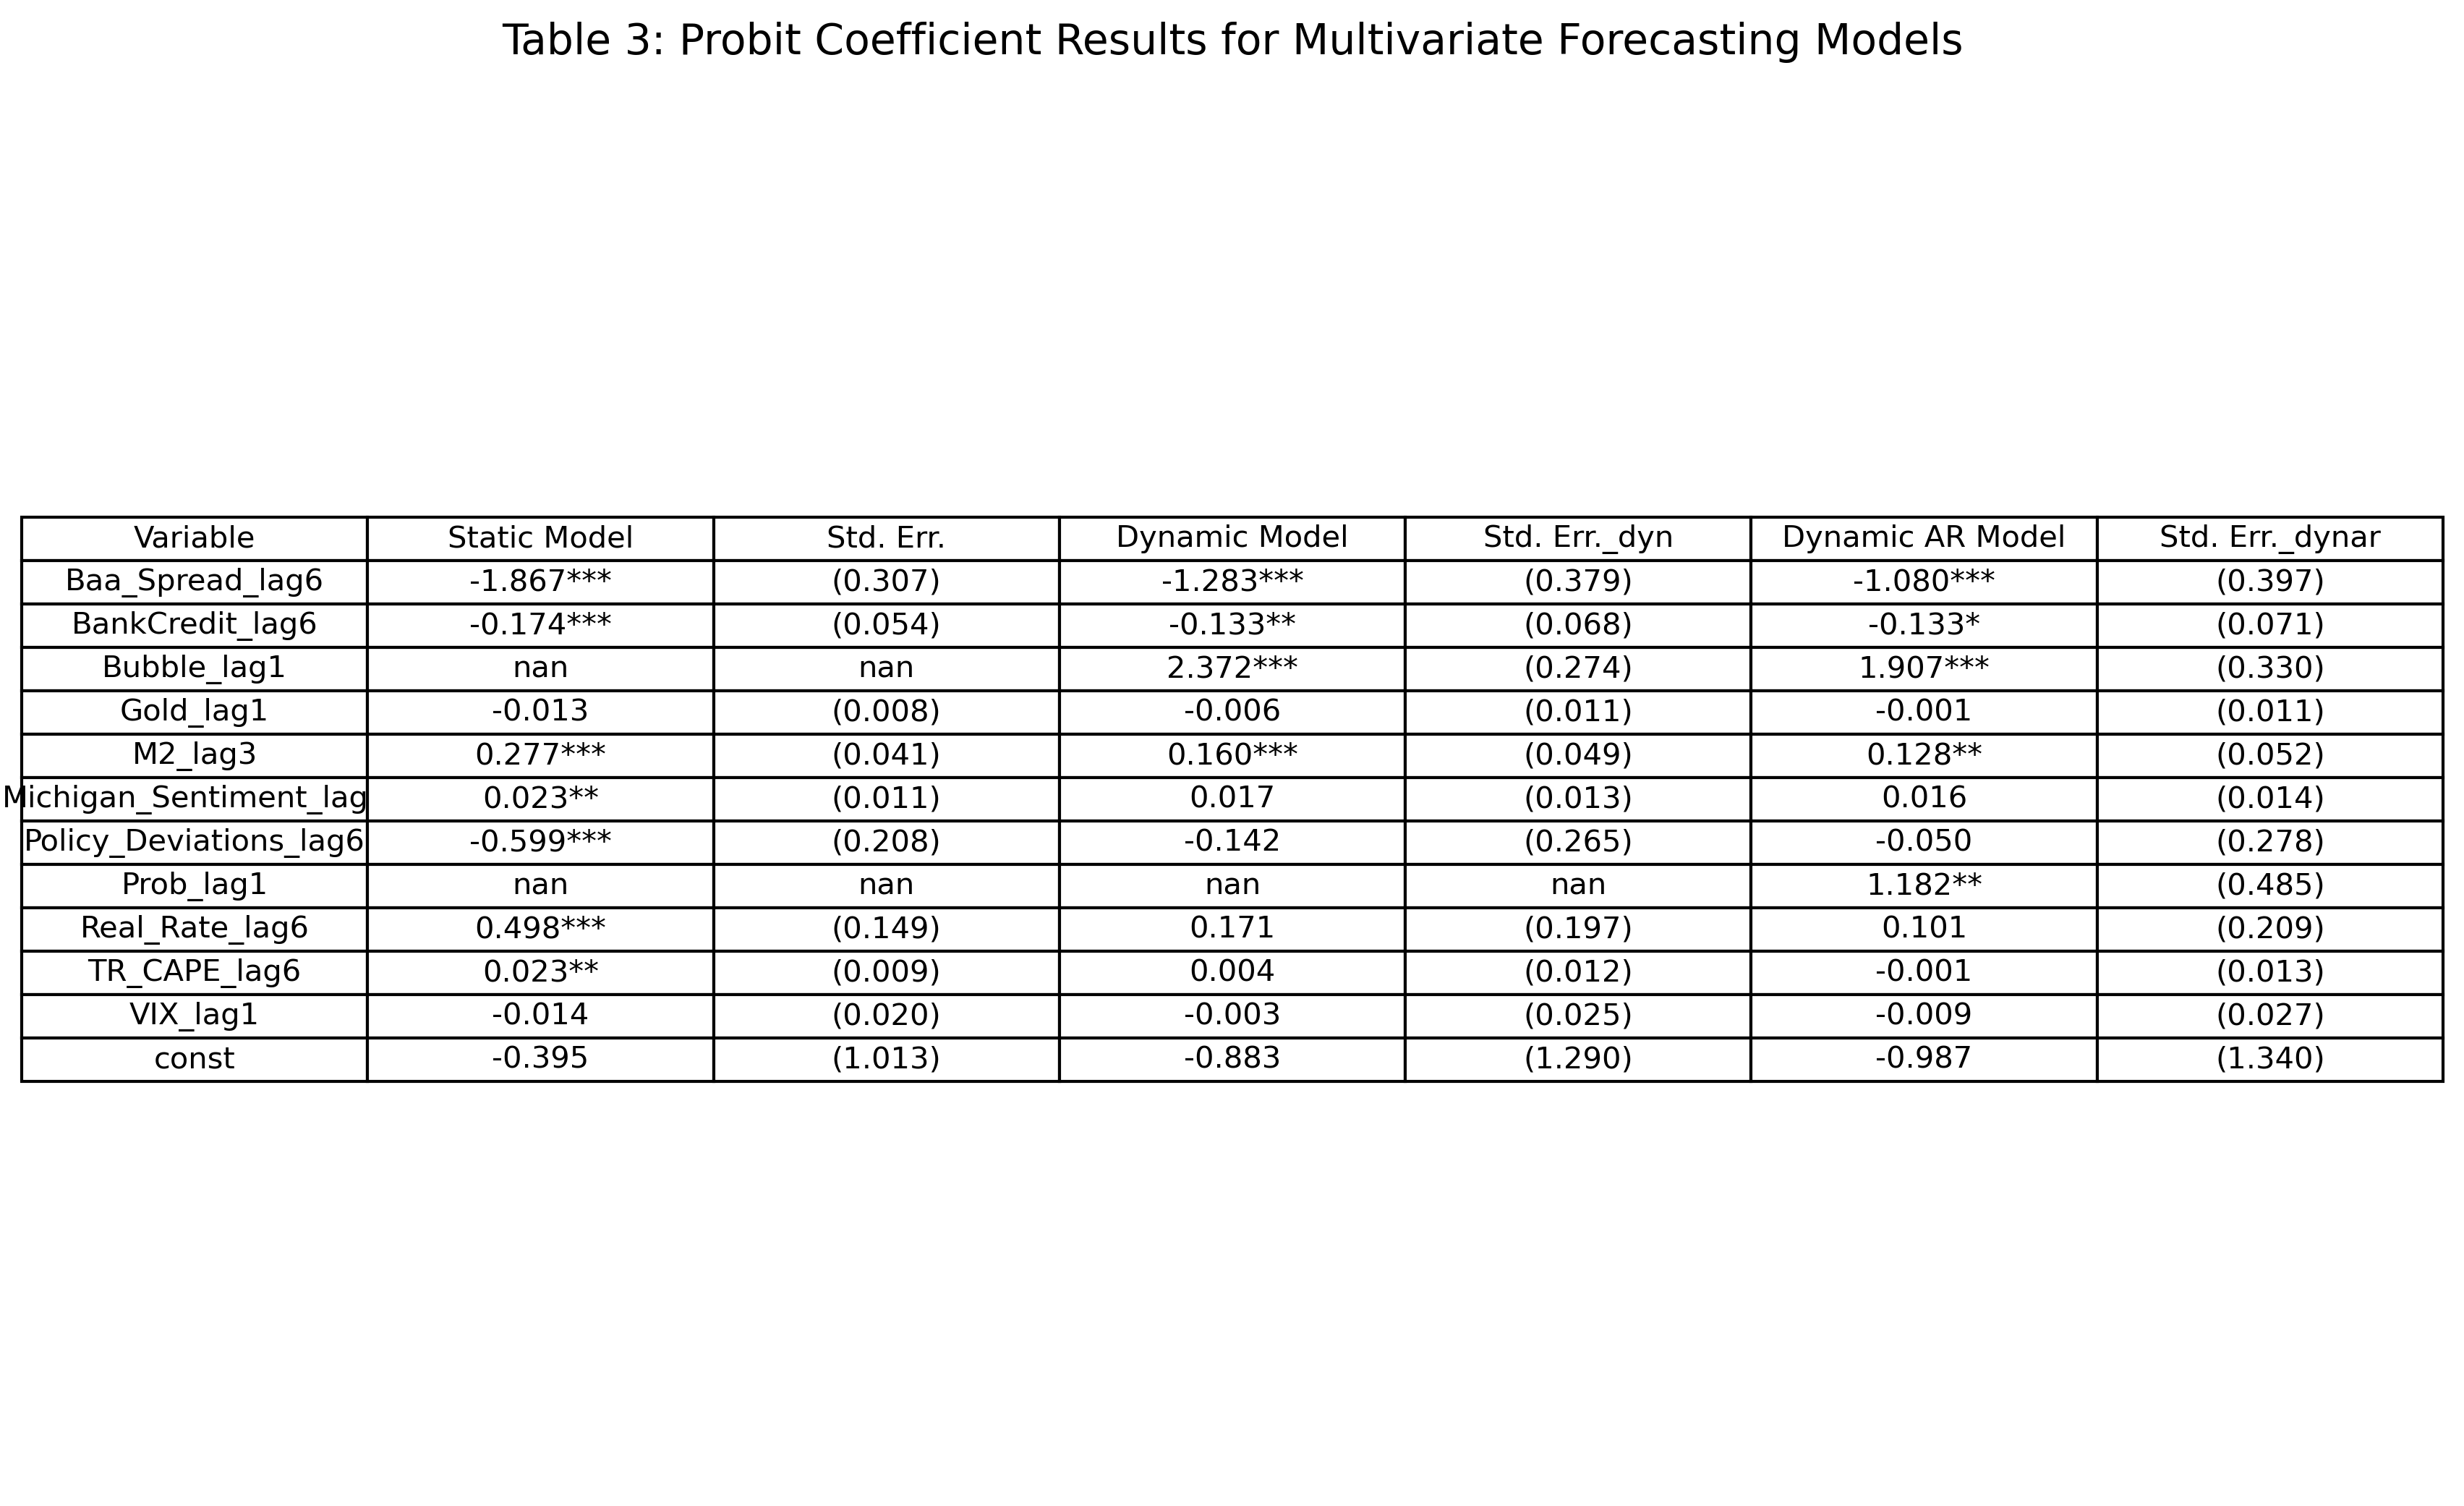 Table 3: Probit Coefficient Results for Multivariate Forecasting Models
Variable Static Model Std. Err. Dynamic Model Std. Err._dyn Dynamic AR Model Std. Err._dynar
Baa_Spread_lag6 -1.867*** (0.307) -1.283*** (0.379) -1.080*** (0.397)
BankCredit_lag6 -0.174*** (0.054) -0.133** (0.068) -0.133* (0.071)
Bubble_lag1 nan nan 2.372*** (0.274) 1.907*** (0.330)
Gold_lag1 -0.013 (0.008) -0.006 (0.011) -0.001 (0.011)
M2_lag3 0.277*** (0.041) 0.160*** (0.049) 0.128** (0.052)
Michigan_Sentiment_lag 0.023** (0.011) 0.017 (0.013) 0.016 (0.014)
Policy_Deviations_lag6 -0.599*** (0.208) -0.142 (0.265) -0.050 (0.278)
Prob_lag1 nan nan nan nan 1.182** (0.485)
Real_Rate_lag6 0.498*** (0.149) 0.171 (0.197) 0.101 (0.209)
TR_CAPE_lag6 0.023** (0.009) 0.004 (0.012) -0.001 (0.013)
VIX_lag1 -0.014 (0.020) -0.003 (0.025) -0.009 (0.027)
const -0.395 (1.013) -0.883 (1.290) -0.987 (1.340)